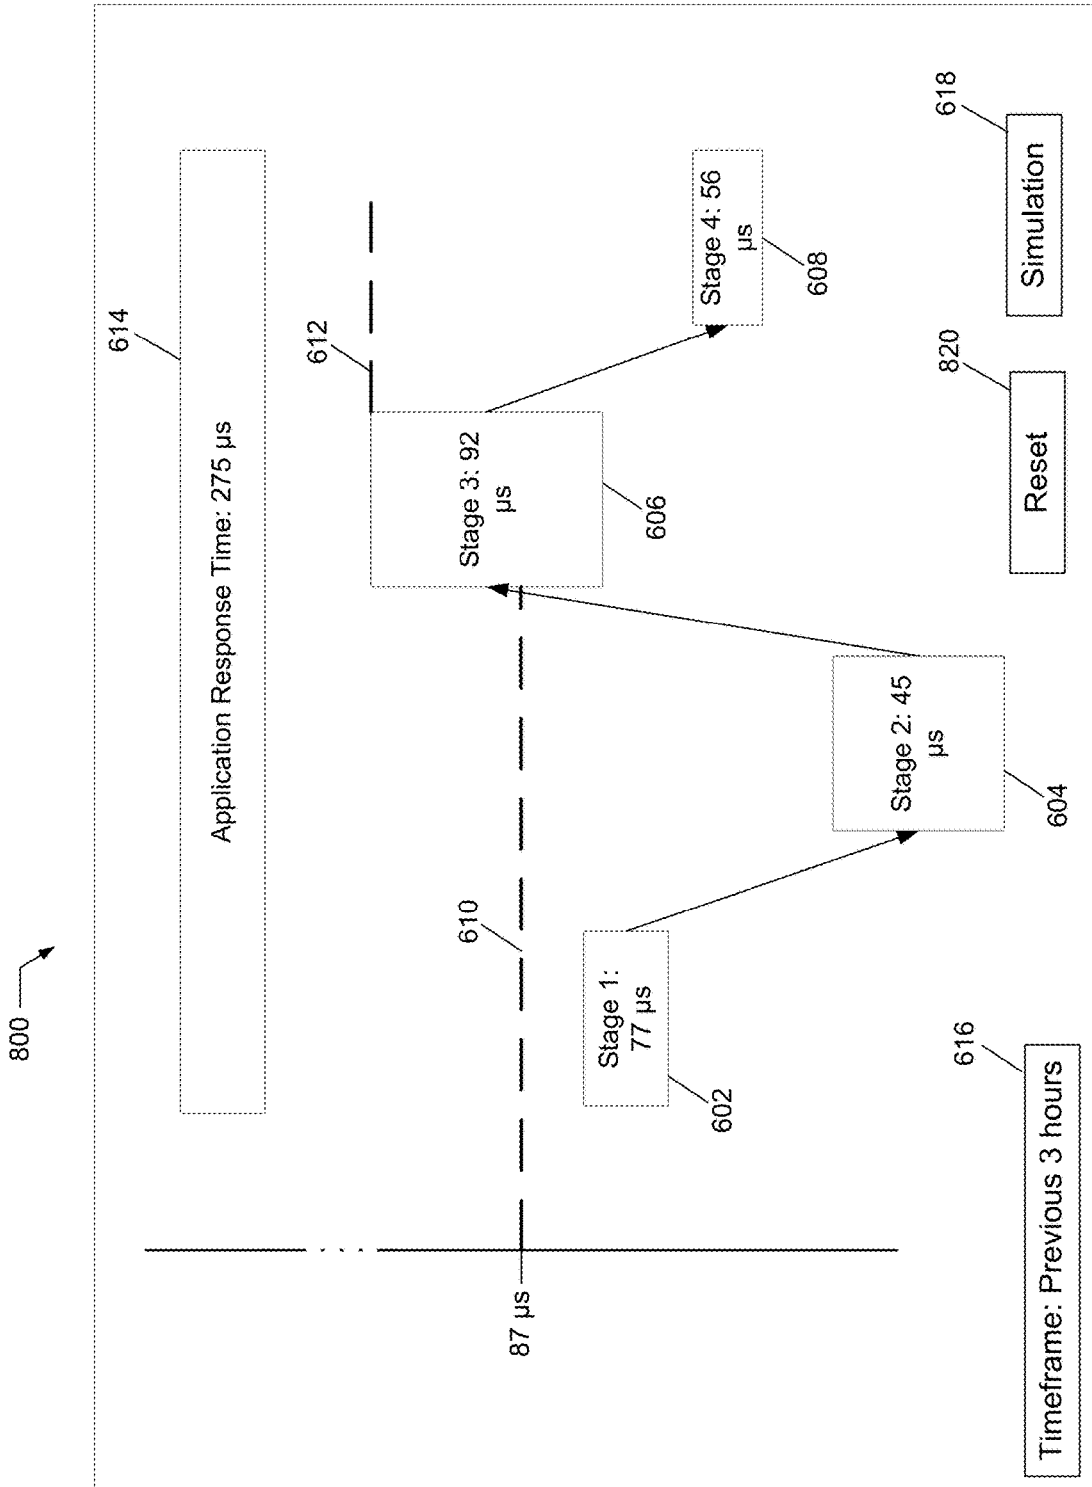 800
614
Application Response Time: 275 µs
612
Stage 3: 92
µs
606
87 µs
610
Stage 1:
77 µs
602
Stage 4: 56
µs
608
Stage 2: 45
µs
604
616
Timeframe: Previous 3 hours
820
Reset
618
Simulation